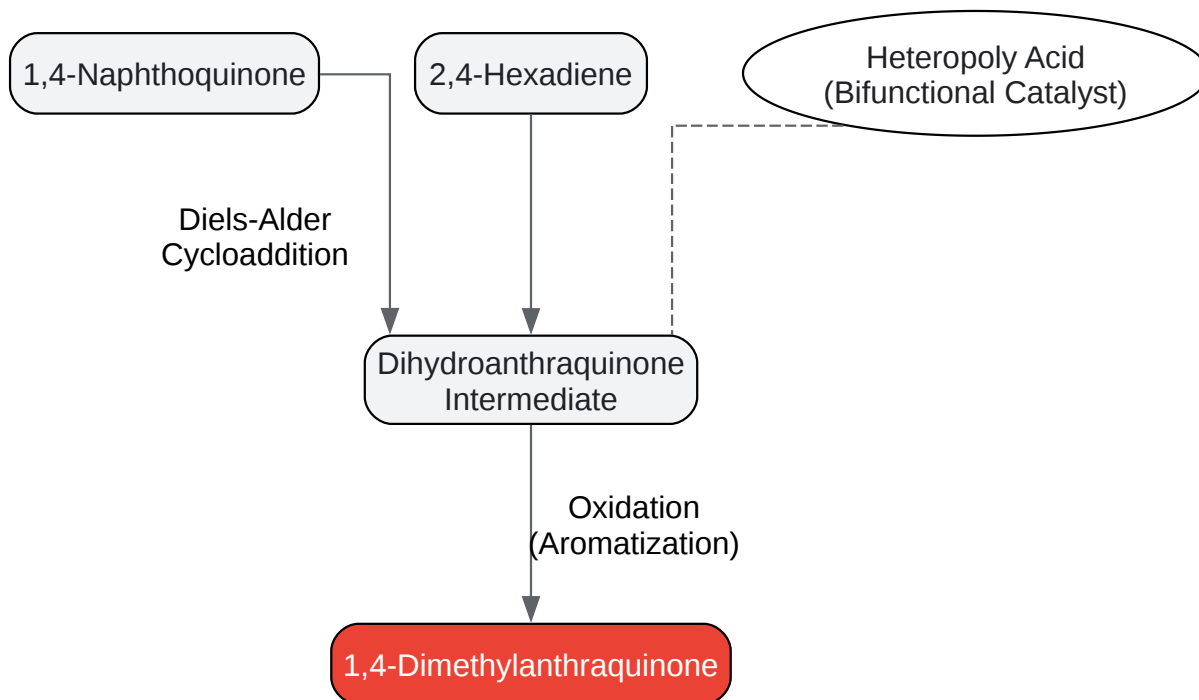 1,4-Naphthoquinone
2,4-Hexadiene
Heteropoly Acid
(Bifunctional Catalyst)
Diels-Alder
Cycloaddition
Dihydroanthraquinone
Intermediate
Oxidation
(Aromatization)
1,4-Dimethylanthraquinone